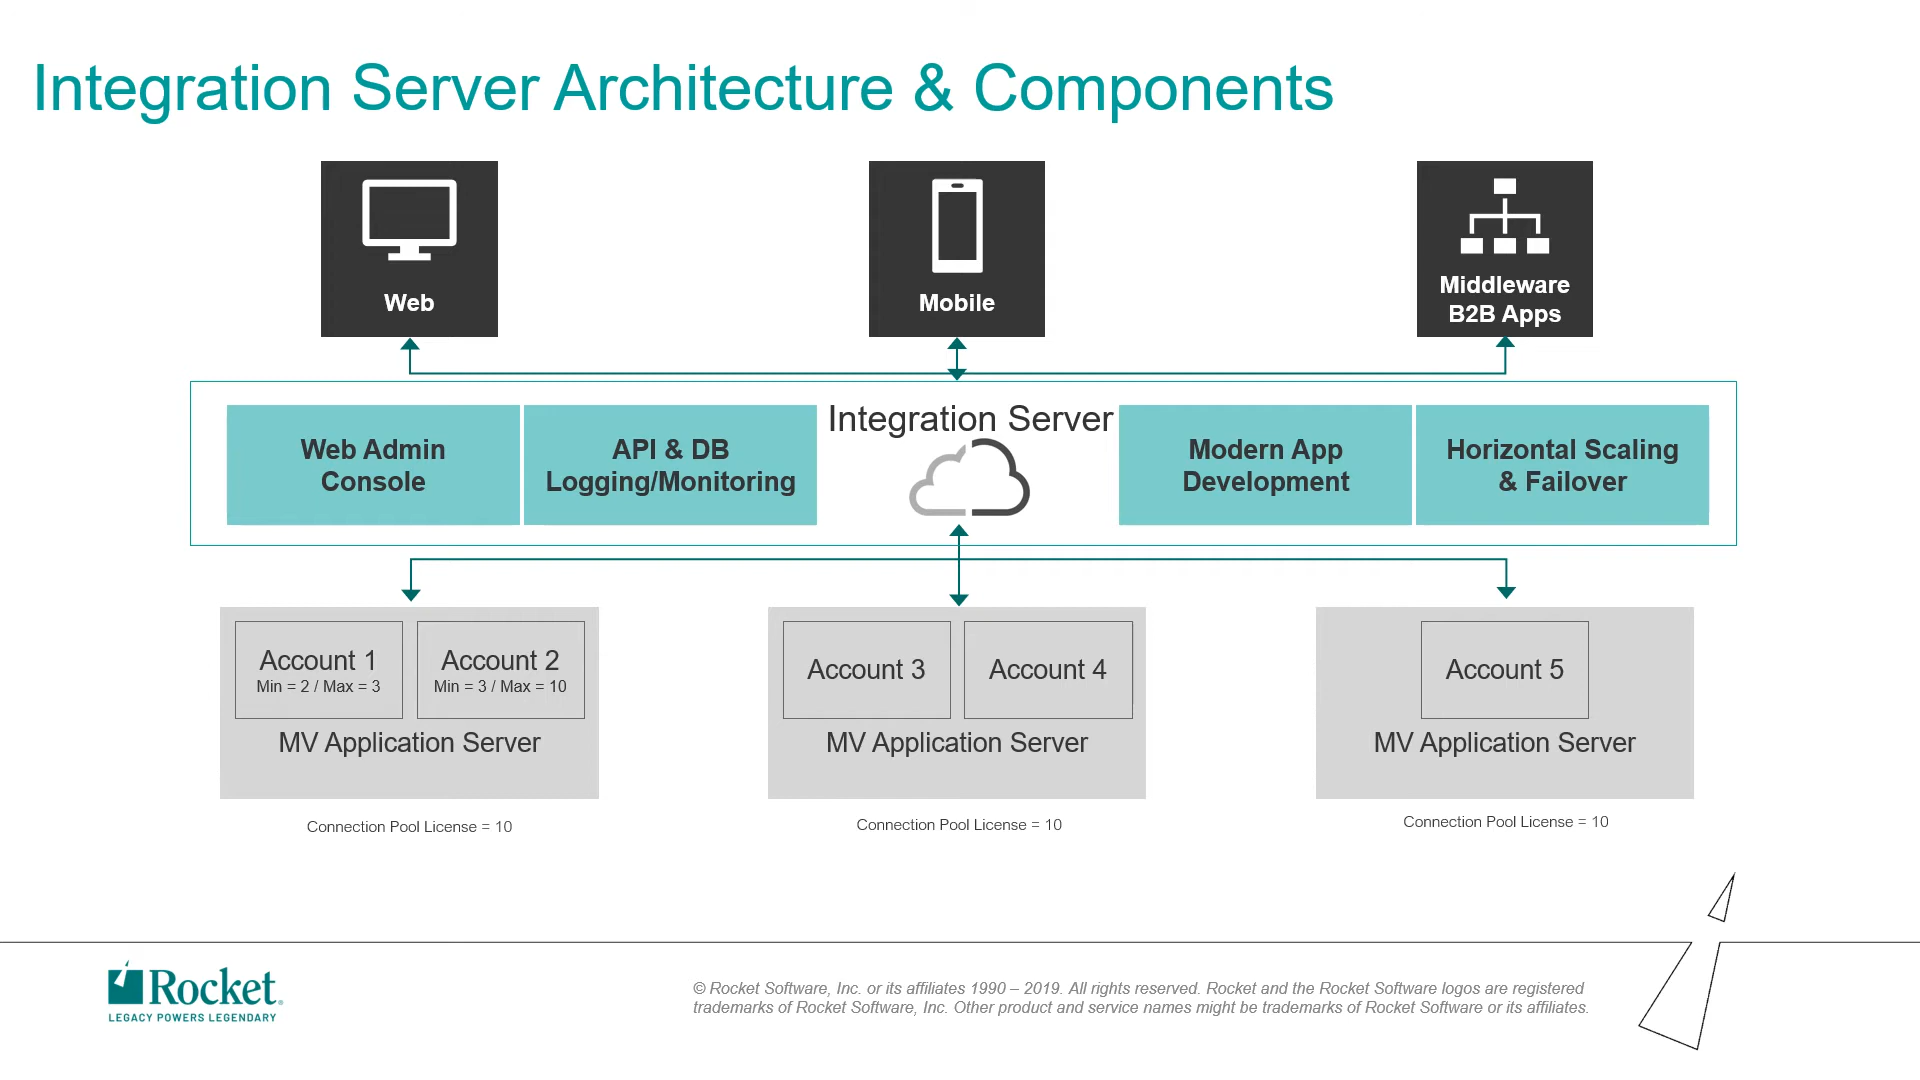 Integration Server Architecture & Components
Web
Mobile
Middleware
B2B Apps
Integration Server
Web Admin
Console
API & DB
Logging/Monitoring
Modern App
Development
Horizontal Scaling
& Failover
Account 1
Min = 2 / Max = 3
Account 2
Min = 3 / Max = 10
MV Application Server
Account 3
Account 4
MV Application Server
Account 5
MV Application Server
Connection Pool License = 10
Connection Pool License = 10
Connection Pool License = 10
Rocket®
LEGACY POWERS LEGENDARY
© Rocket Software, Inc. or its affiliates 1990 – 2019. All rights reserved. Rocket and the Rocket Software logos are registered
trademarks of Rocket Software, Inc. Other product and service names might be trademarks of Rocket Software or its affiliates.